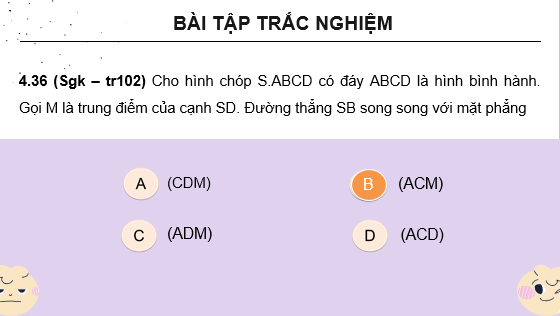 BÀI TẬP TRẮC NGHIỆM
4.36 (Sgk – tr102) Cho hình chóp S.ABCD có đáy ABCD là hình bình hành.
Gọi M là trung điểm của cạnh SD. Đường thẳng SB song song với mặt phẳng
A (CDM)
B (ACM)
C (ADM)
D (ACD)